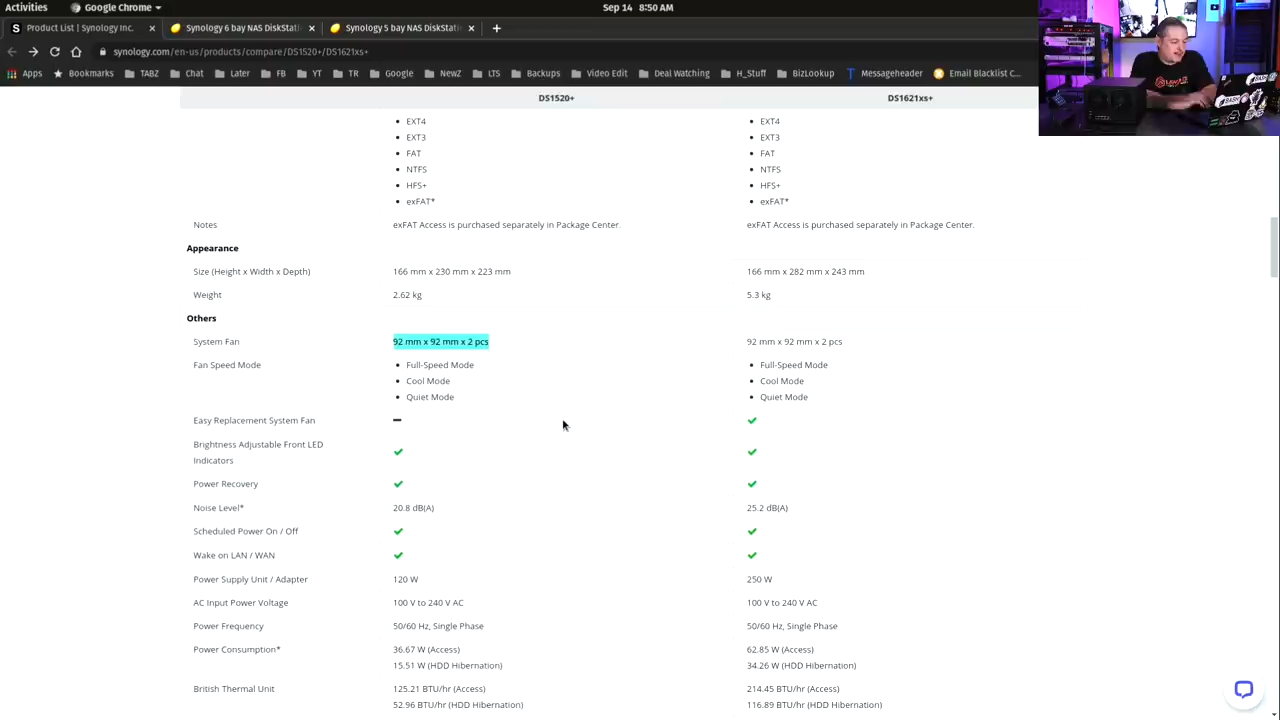 Activities
Google Chrome
Sep 14 8:50 AM
Product List | Synology Inc.
Synology 6 bay NAS DiskStati
NAS DiskStati
synology.com/en-us/products/compare/DS1520+/DS162
Apps
Bookmarks
TAB2
Later
YT
Google
NewZ
LTS
Backups
Video Edit
Deal Watching
H_Stuff
BizLookup
Messageheader
Email Blacklist C...
DS1520+ DS1621xs+
EXT4 EXT4
EXT3 EXT3
FAT FAT
NTFS NTFS
HFS+ HFS+
exFAT* exFAT*
Notes exFAT Access is purchased separately in Package Center. exFAT Access is purchased separately in Package Center.
Appearance
Size (Height x Width x Depth) 166 mm x 230 mm x 223 mm 166 mm x 282 mm x 243 mm
Weight 2.62 kg 5.3 kg
Others
System Fan 92 mm x 92 mm x 2 pcs 92 mm x 92 mm x 2 pcs
Fan Speed Mode Full-Speed Mode Full-Speed Mode
Cool Mode Cool Mode
Quiet Mode Quiet Mode
Easy Replacement System Fan
Brightness Adjustable Front LED
Indicators
Power Recovery
Noise Level* 20.8 dB(A) 25.2 dB(A)
Scheduled Power On / Off
Wake on LAN / WAN
Power Supply Unit / Adapter 120 W 250 W
AC Input Power Voltage 100 V to 240 V AC 100 V to 240 V AC
Power Frequency 50/60 Hz, Single Phase 50/60 Hz, Single Phase
Power Consumption* 36.67 W (Access) 62.85 W (Access)
15.51 W (HDD Hibernation) 34.26 W (HDD Hibernation)
British Thermal Unit 125.21 BTU/hr (Access) 214.45 BTU/hr (Access)
52.96 BTU/hr (HDD Hibernation) 116.89 BTU/hr (HDD Hibernation)